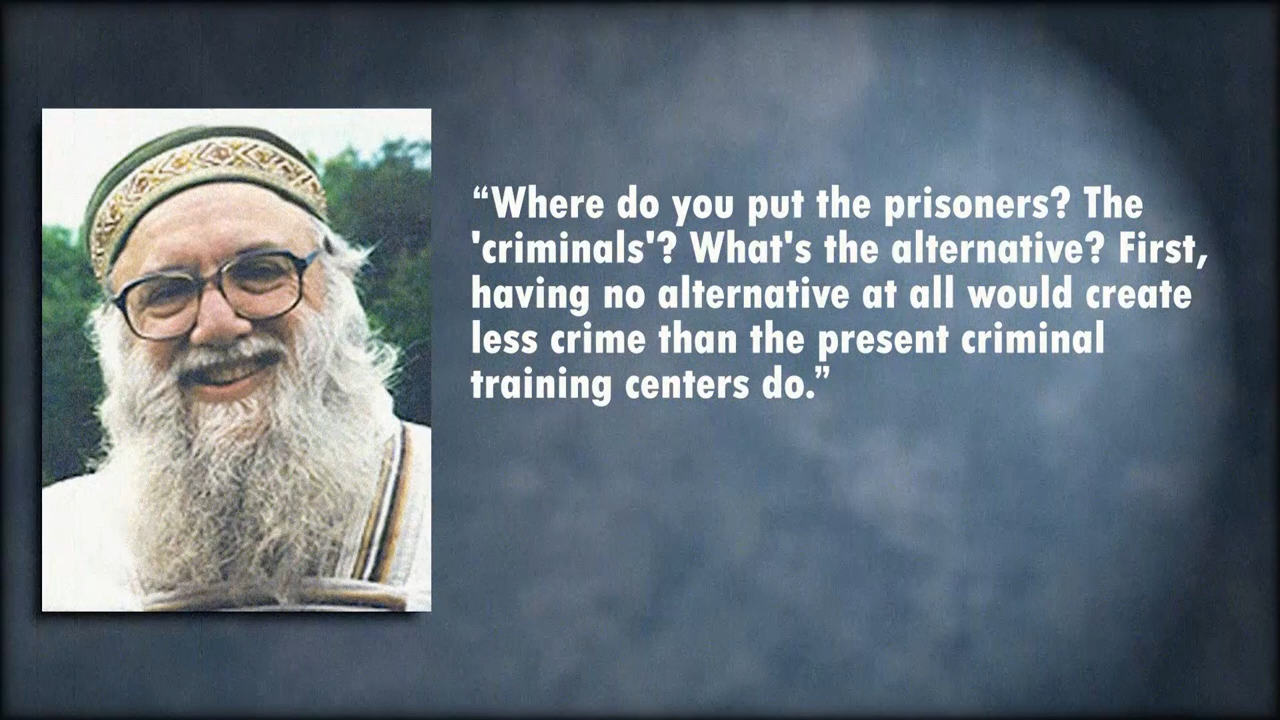 “Where do you put the prisoners? The
'criminals'? What's the alternative? First,
having no alternative at all would create
less crime than the present criminal
training centers do.”